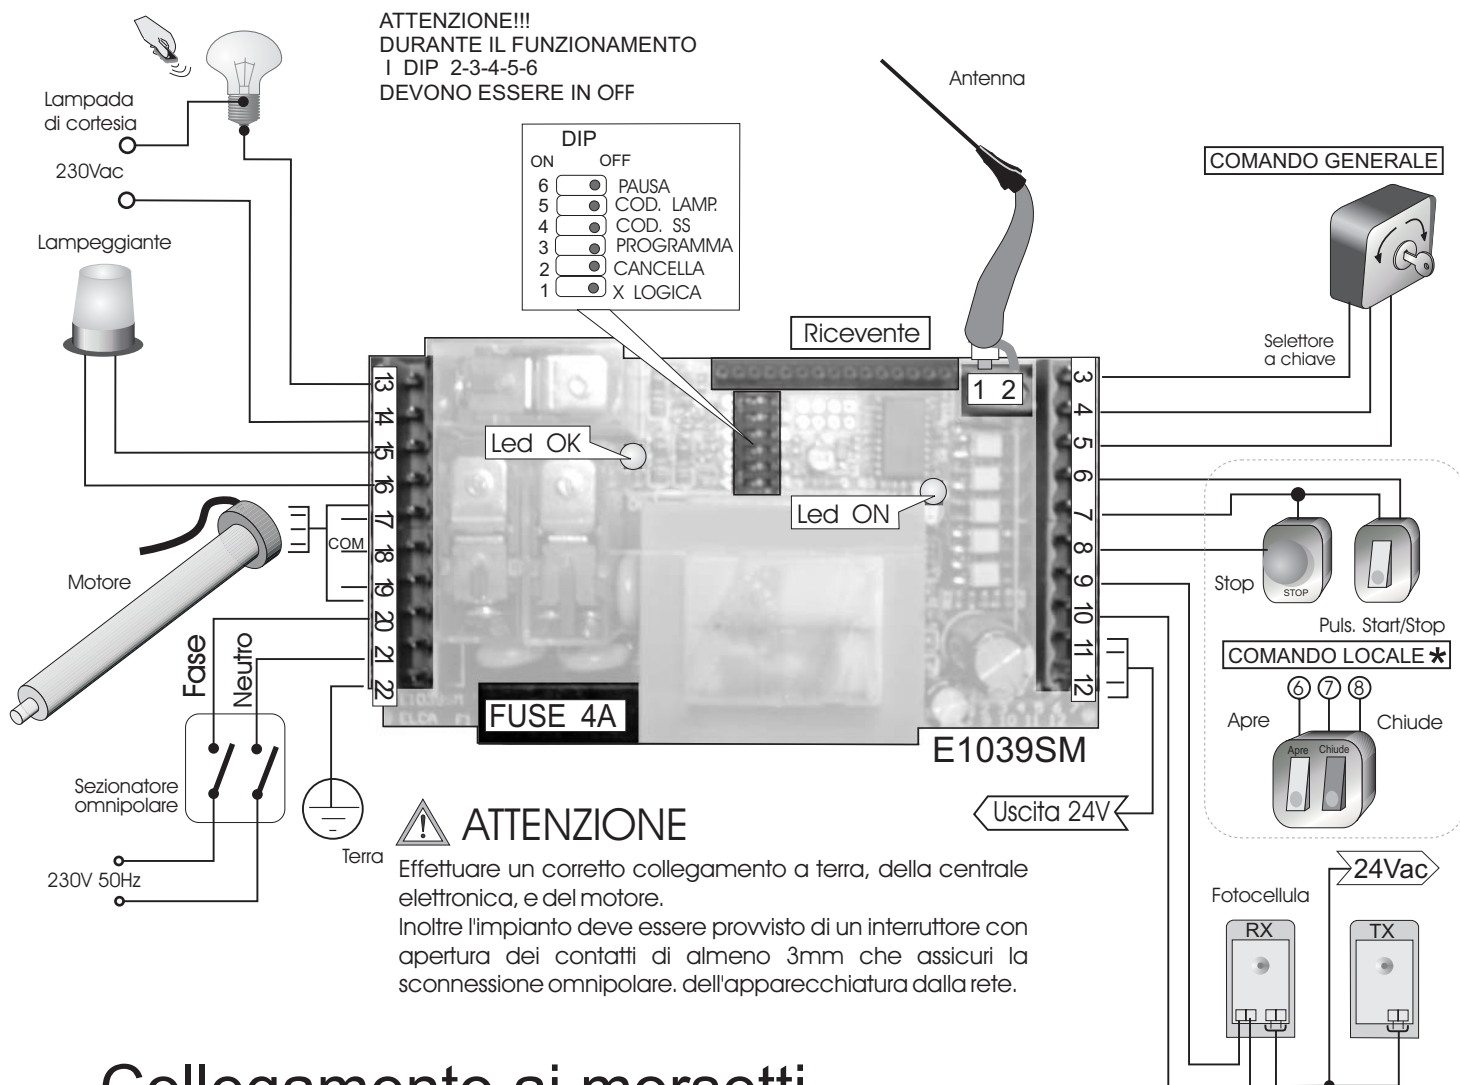 ATTENZIONE!!!
DURANTE IL FUNZIONAMENTO
I DIP 2-3-4-5-6
DEVONO ESSERE IN OFF
Lampada
di cortesia
230Vac
Lampeggiante
DIP
ON OFF
6 PAUSA
5 COD. LAMP.
4 COD. SS
3 PROGRAMMA
2 CANCELLA
1 X LOGICA
Antenna
COMANDO GENERALE
Selettore
a chiave
Ricevente
1 2
13
14
15
16
17
18
19
20
21
22
COM
3
4
5
6
7
8
9
10
11
12
Led OK
Led ON
Motore
Fase
Neutro
Sezionatore
omnipolare
230V 50Hz
Terra
FUSE 4A
E1039SM
Stop
STOP
Puls. Start/Stop
COMANDO LOCALE *
6 7 8
Apre Chiude
Apre Chiude
Uscita 24V
24Vac
Fotocellula
RX TX
ATTENZIONE
Effettuare un corretto collegamento a terra, della centrale
elettronica, e del motore.
Inoltre l'impianto deve essere provvisto di un interruttore con
apertura dei contatti di almeno 3mm che assicuri la
sconnessione omnipolare. dell'apparecchiatura dalla rete.
Collegamento ai morsetti